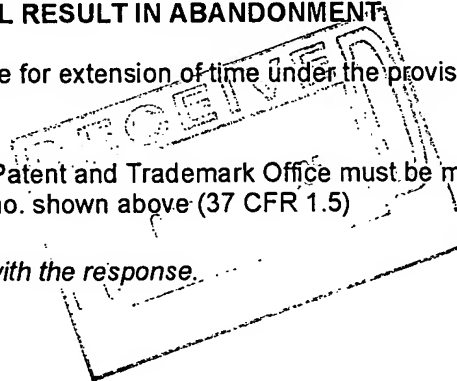 L RESULT IN ABANDONMENT.
e for extension of time under the provis
RECEIVED
Patent and Trademark Office must be m
no. shown above (37 CFR 1.5)
with the response.